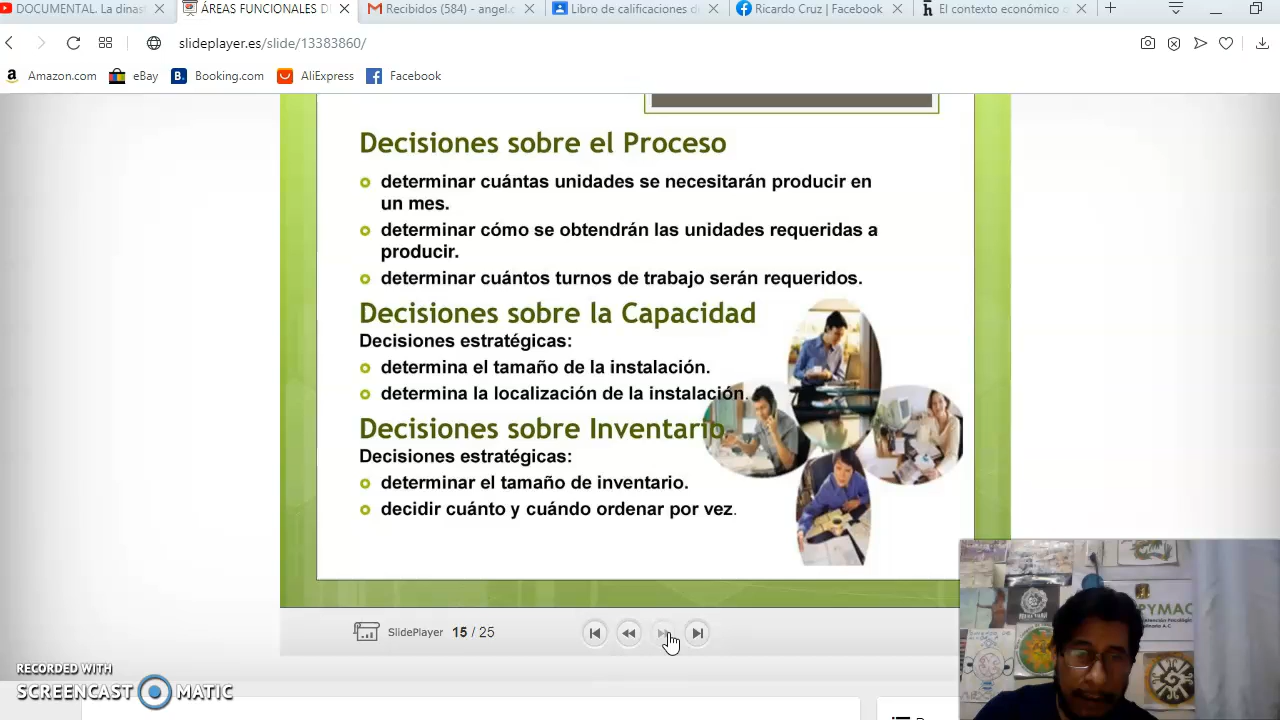 DOCUMENTAL. La dinast
ÁREAS FUNCIONALES D
Recibidos (584) - angel.c
Libro de calificaciones d
Ricardo Cruz | Facebook
El contexto económico
slideplayer.es/slide/13383860/
Amazon.com
eBay
Booking.com
AliExpress
Facebook
Decisiones sobre el Proceso
determinar cuántas unidades se necesitarán producir en
un mes.
determinar cómo se obtendrán las unidades requeridas a
producir.
determinar cuántos turnos de trabajo serán requeridos.
Decisiones sobre la Capacidad
Decisiones estratégicas:
determina el tamaño de la instalación.
determina la localización de la instalación.
Decisiones sobre Inventario.
Decisiones estratégicas:
determinar el tamaño de inventario.
decidir cuánto y cuándo ordenar por vez.
SlidePlayer 15 / 25
RECORDED WITH
SCREENCAST MATIC